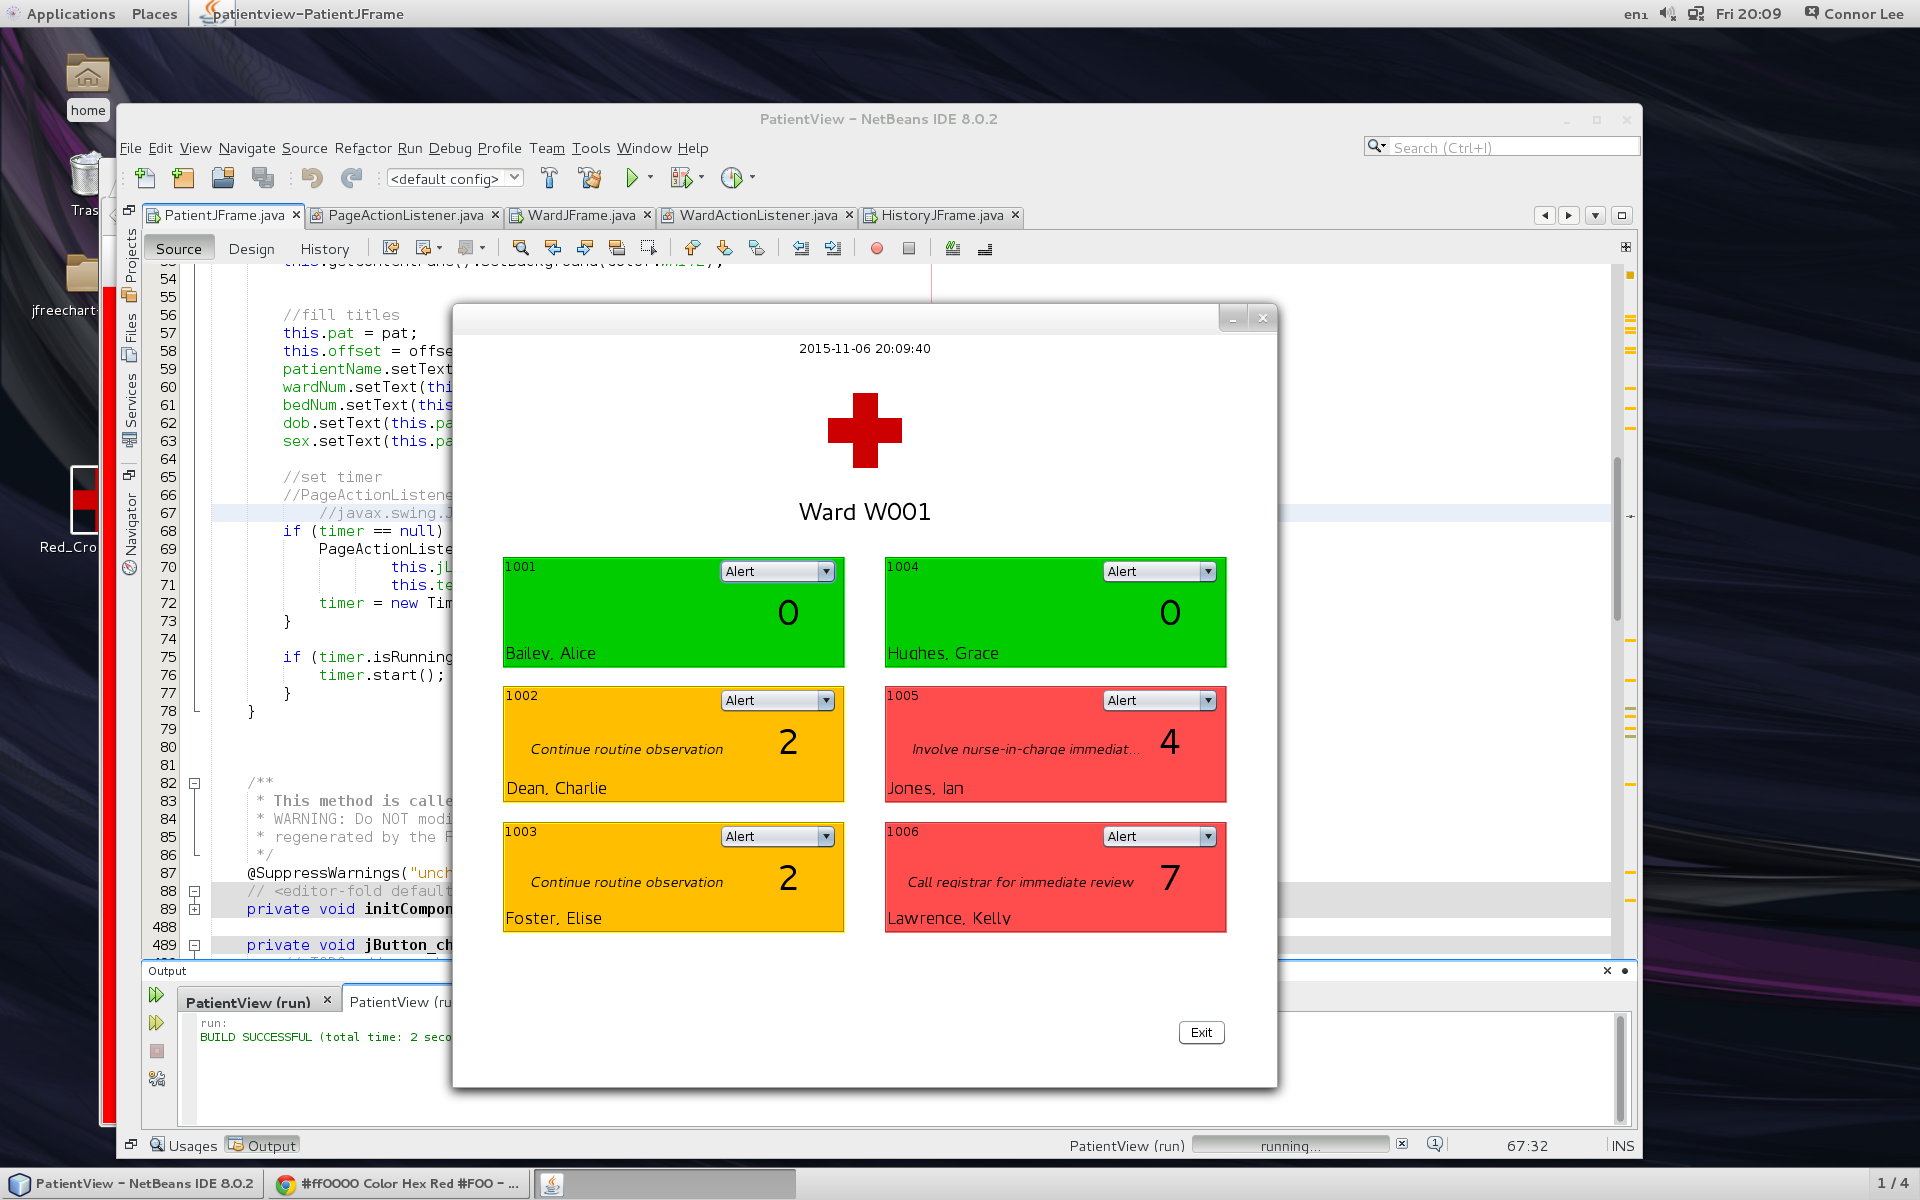 Applications Places patientview-PatientJFrame
en1 Fri 20:09 Connor Lee
home
jfreechart-
PatientView - NetBeans IDE 8.0.2
File Edit View Navigate Source Refactor Run Debug Profile Team Tools Window Help
Search (Ctrl+I)
<default config>
PatientJFrame.java PageActionListener.java WardJFrame.java WardActionListener.java HistoryJFrame.java
Source Design History
Projects
Files
Services
Navigator
54
55
56 //fill titles
57 this.pat = pat;
58 this.offset = offse
59 patientName.setText
60 wardNum.setText(thi
61 bedNum.setText(this
62 dob.setText(this.pa
63 sex.setText(this.pa
64
65 //set timer
66 //PageActionListene
67 //javax.swing.J
68 if (timer == null)
69 PageActionListe
70 this.jL
71 this.te
72 timer = new Tim
73 }
74
75 if (timer.isRunning
76 timer.start();
77 }
78 }
79
80
81
82 /**
83 * This method is calle
84 * WARNING: Do NOT modi
85 * regenerated by the F
86 */
87 @SuppressWarnings("unch
88 // <editor-fold default
89 private void initCompon
488
489 private void jButton_ch
2015-11-06 20:09:40
Ward W001
1001 Alert
0
Bailey, Alice
1004 Alert
0
Hughes, Grace
1002 Alert
2
Continue routine observation
Dean, Charlie
1005 Alert
4
Involve nurse-in-charge immediat...
Jones, Ian
1003 Alert
2
Continue routine observation
Foster, Elise
1006 Alert
7
Call registrar for immediate review
Lawrence, Kelly
Exit
Output
PatientView (run) PatientView (ru
run:
BUILD SUCCESSFUL (total time: 2 seco
Usages Output
PatientView (run) running... 1 67:32 INS
PatientView - NetBeans IDE 8.0.2 #ff0000 Color Hex Red #F00 - ...
1 / 4
Tras
Red_Cro